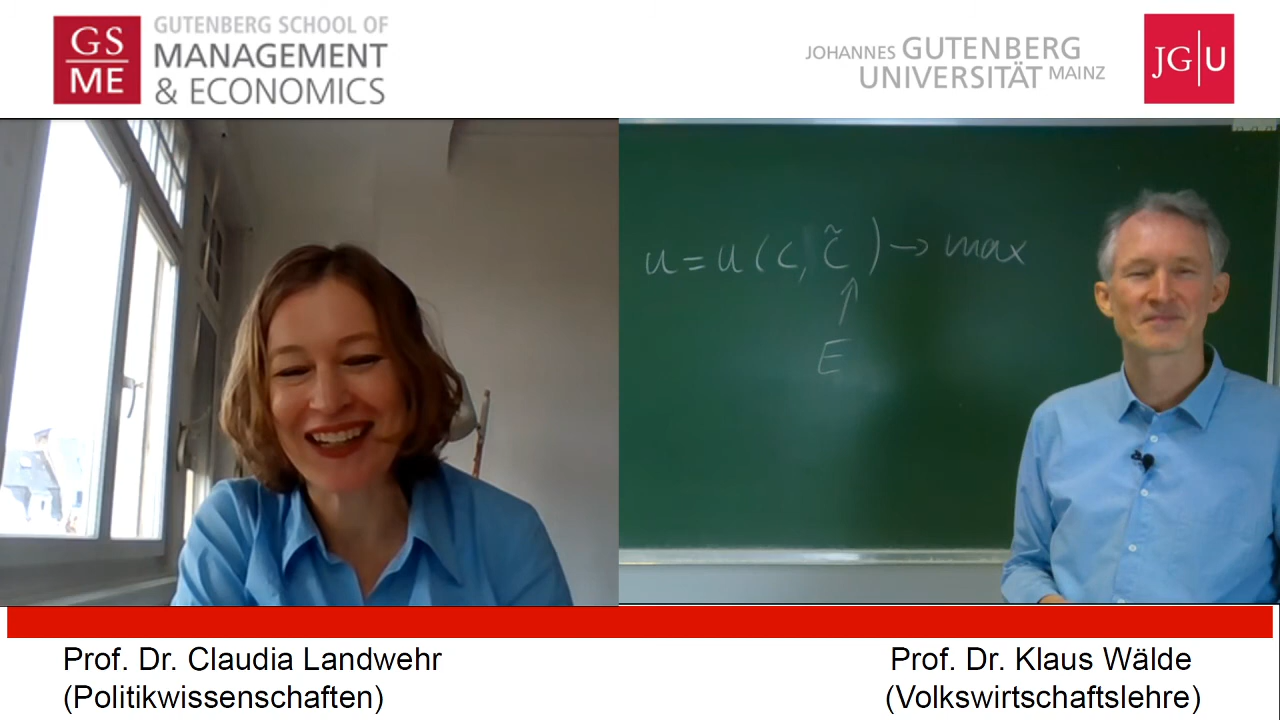 GS
ME
GUTENBERG SCHOOL OF
MANAGEMENT
& ECONOMICS
JOHANNES GUTENBERG
UNIVERSITÄT MAINZ
JG|U
u = u ( c, c̃ ) → max
↑
E
Prof. Dr. Claudia Landwehr
(Politikwissenschaften)
Prof. Dr. Klaus Wälde
(Volkswirtschaftslehre)